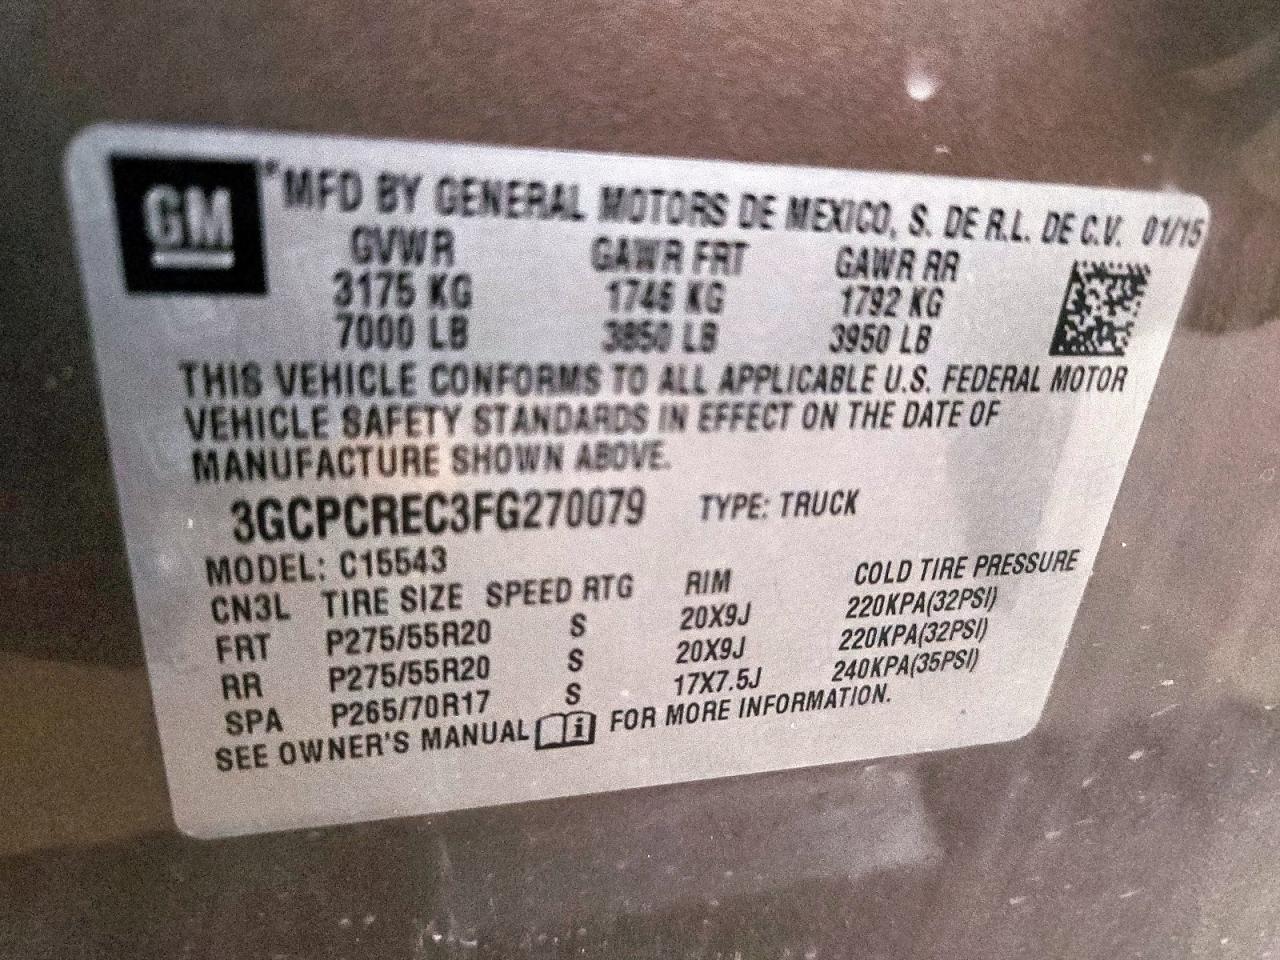 GM
MFD BY GENERAL MOTORS DE MEXICO, S. DE R.L. DE C.V. 01/15
GVWR GAWR FRT GAWR RR
3175 KG 1746 KG 1792 KG
7000 LB 3850 LB 3950 LB
THIS VEHICLE CONFORMS TO ALL APPLICABLE U.S. FEDERAL MOTOR
VEHICLE SAFETY STANDARDS IN EFFECT ON THE DATE OF
MANUFACTURE SHOWN ABOVE.
3GCPCREC3FG270079 TYPE: TRUCK
MODEL: C15543
CN3L TIRE SIZE SPEED RTG RIM COLD TIRE PRESSURE
FRT P275/55R20 S 20X9J 220KPA(32PSI)
RR P275/55R20 S 20X9J 220KPA(32PSI)
SPA P265/70R17 S 17X7.5J 240KPA(35PSI)
SEE OWNER'S MANUAL i FOR MORE INFORMATION.